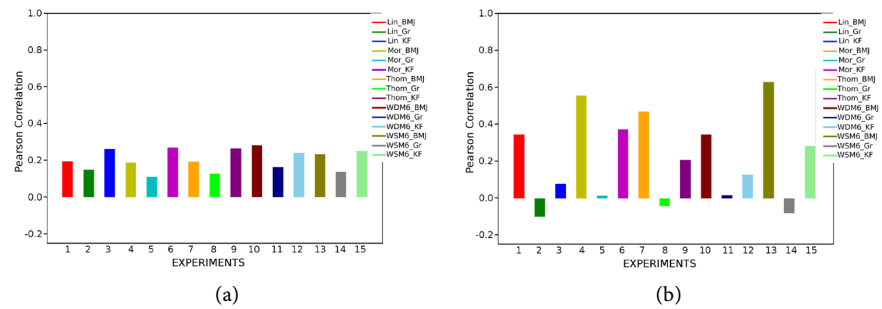 1.0
0.8
0.6
0.4
0.2
0.0
-0.2
Pearson Correlation
1 2 3 4 5 6 7 8 9 10 11 12 13 14 15
EXPERIMENTS
Lin_BMJ
Lin_Gr
Lin_KF
Mor_BMJ
Mor_Gr
Mor_KF
Thom_BMJ
Thom_Gr
Thom_KF
WDM6_BMJ
WDM6_Gr
WDM6_KF
WSM6_BMJ
WSM6_Gr
WSM6_KF
(a)
1.0
0.8
0.6
0.4
0.2
0.0
-0.2
Pearson Correlation
1 2 3 4 5 6 7 8 9 10 11 12 13 14 15
EXPERIMENTS
Lin_BMJ
Lin_Gr
Lin_KF
Mor_BMJ
Mor_Gr
Mor_KF
Thom_BMJ
Thom_Gr
Thom_KF
WDM6_BMJ
WDM6_Gr
WDM6_KF
WSM6_BMJ
WSM6_Gr
WSM6_KF
(b)